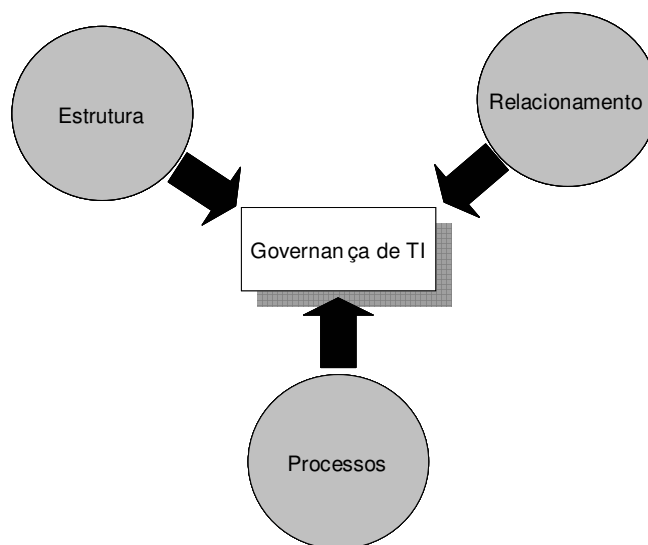 Estrutura
Relacionamento
Governança de TI
Processos